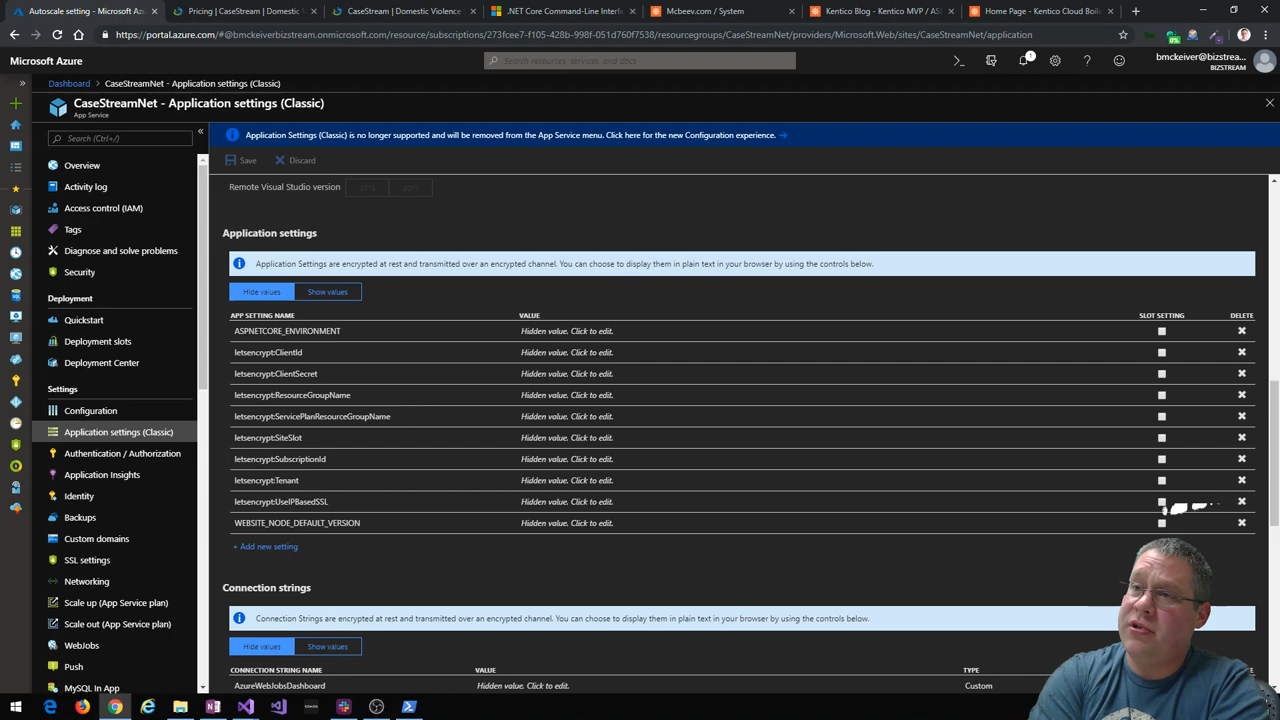 Autoscale setting - Microsoft Az
Pricing | CaseStream | Domestic V
CaseStream | Domestic Violence
.NET Core Command-Line Interfa
Mcbeev.com / System
Kentico Blog - Kentico MVP / AS
Home Page - Kentico Cloud Boil
https://portal.azure.com/#@bmckeiverbizstream.onmicrosoft.com/resource/subscriptions/273fcee7-f105-428b-998f-051d760f7538/resourcegroups/CaseStreamNet/providers/Microsoft.Web/sites/CaseStreamNet/application
Microsoft Azure
Search resources, services, and docs
1
bmckeiver@bizstrea...
BIZSTREAM
Dashboard > CaseStreamNet - Application settings (Classic)
CaseStreamNet - Application settings (Classic)
App Service
Search (Ctrl+/)
Overview
Activity log
Access control (IAM)
Tags
Diagnose and solve problems
Security
Deployment
Quickstart
Deployment slots
Deployment Center
Settings
Configuration
Application settings (Classic)
Authentication / Authorization
Application Insights
Identity
Backups
Custom domains
SSL settings
Networking
Scale up (App Service plan)
Scale out (App Service plan)
WebJobs
Push
MySQL In App
Application Settings (Classic) is no longer supported and will be removed from the App Service menu. Click here for the new Configuration experience.
Save Discard
Remote Visual Studio version 2015 2017
Application settings
Application Settings are encrypted at rest and transmitted over an encrypted channel. You can choose to display them in plain text in your browser by using the controls below.
Hide values Show values
APP SETTING NAME VALUE SLOT SETTING DELETE
ASPNETCORE_ENVIRONMENT Hidden value. Click to edit.
letsencrypt:ClientId Hidden value. Click to edit.
letsencrypt:ClientSecret Hidden value. Click to edit.
letsencrypt:ResourceGroupName Hidden value. Click to edit.
letsencrypt:ServicePlanResourceGroupName Hidden value. Click to edit.
letsencrypt:SiteSlot Hidden value. Click to edit.
letsencrypt:SubscriptionId Hidden value. Click to edit.
letsencrypt:Tenant Hidden value. Click to edit.
letsencrypt:UseIPBasedSSL Hidden value. Click to edit.
WEBSITE_NODE_DEFAULT_VERSION Hidden value. Click to edit.
+ Add new setting
Connection strings
Connection Strings are encrypted at rest and transmitted over an encrypted channel. You can choose to display them in plain text in your browser by using the controls below.
Hide values Show values
CONNECTION STRING NAME VALUE TYPE
AzureWebJobsDashboard Hidden value. Click to edit. Custom
SONOS